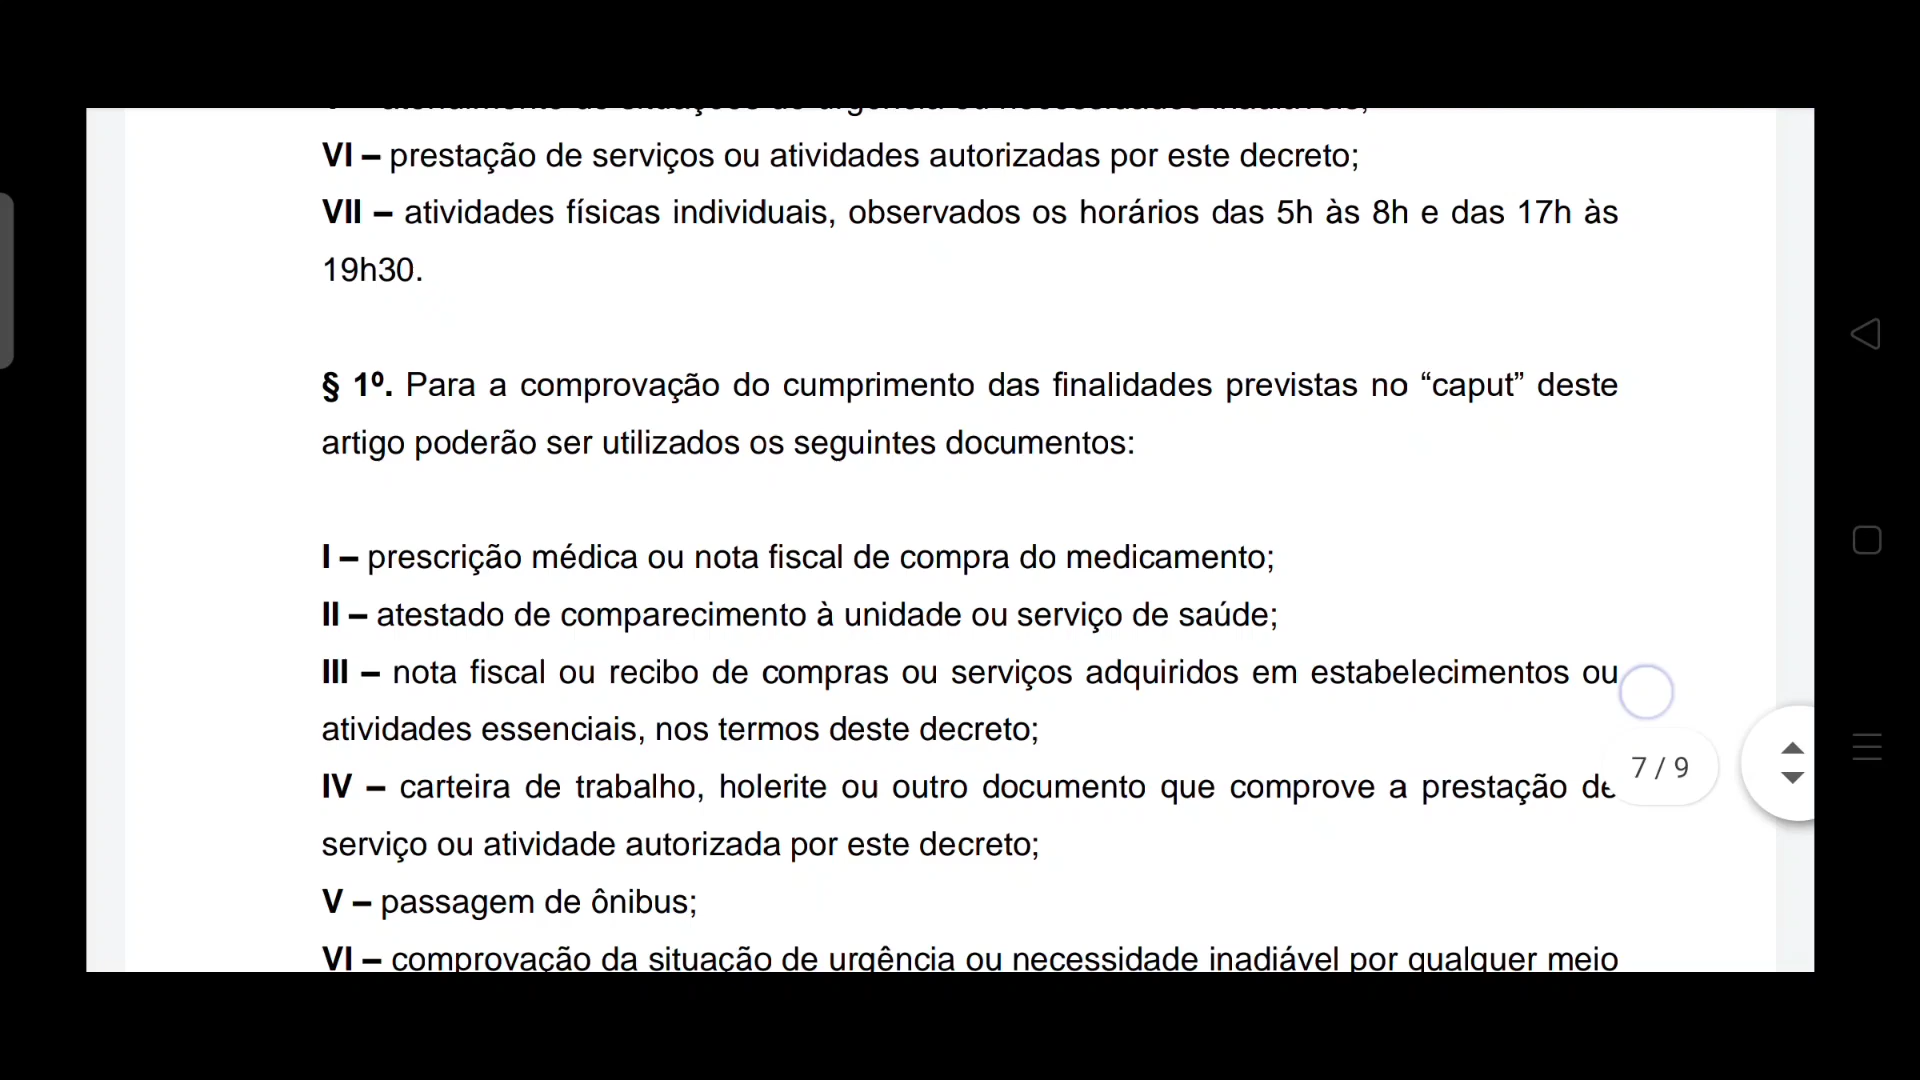 VI – prestação de serviços ou atividades autorizadas por este decreto;
VII – atividades físicas individuais, observados os horários das 5h às 8h e das 17h às
19h30.
§ 1º. Para a comprovação do cumprimento das finalidades previstas no “caput” deste
artigo poderão ser utilizados os seguintes documentos:
I – prescrição médica ou nota fiscal de compra do medicamento;
II – atestado de comparecimento à unidade ou serviço de saúde;
III – nota fiscal ou recibo de compras ou serviços adquiridos em estabelecimentos ou
atividades essenciais, nos termos deste decreto;
7 / 9
IV – carteira de trabalho, holerite ou outro documento que comprove a prestação de
serviço ou atividade autorizada por este decreto;
V – passagem de ônibus;
VI – comprovação da situação de urgência ou necessidade inadiável por qualquer meio